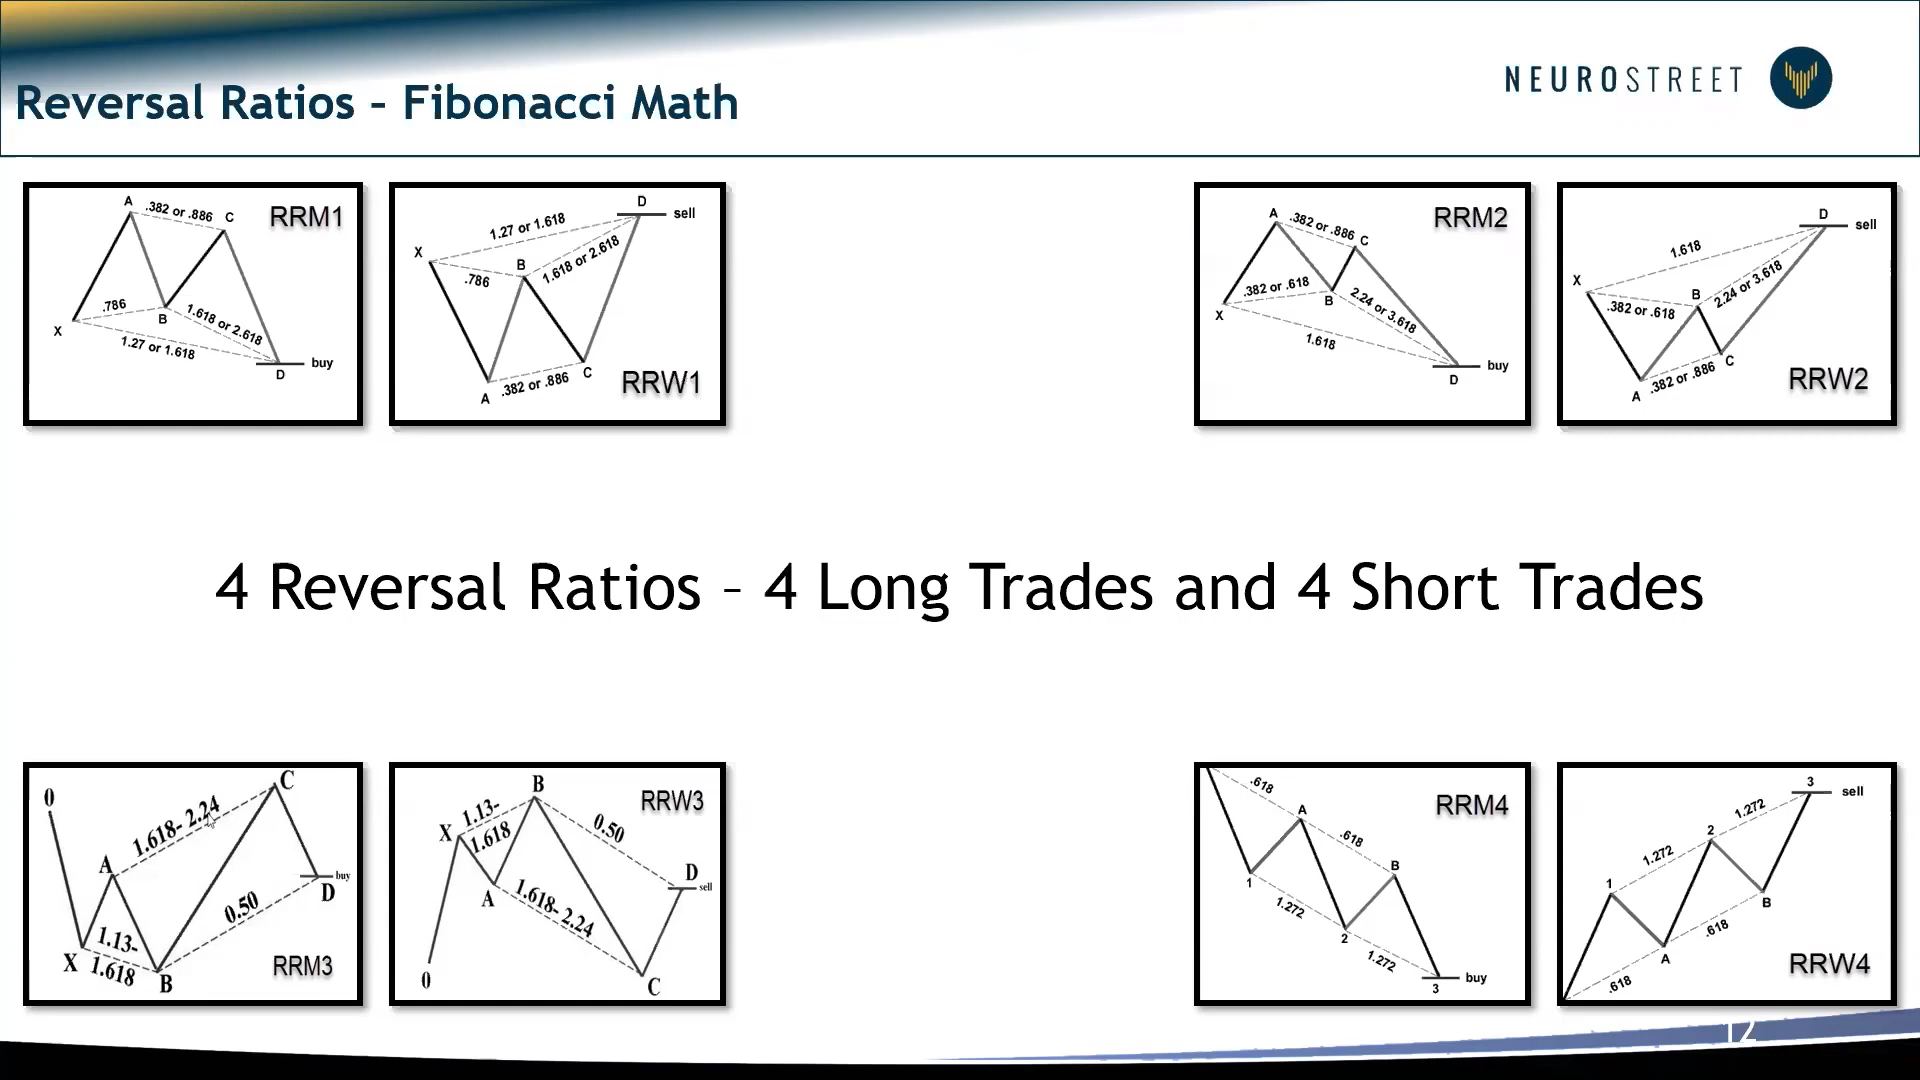 Reversal Ratios – Fibonacci Math
NEUROSTREET
A
.382 or .886
C
RRM1
.786
X
B
1.618 or 2.618
1.27 or 1.618
buy
D
D
sell
1.27 or 1.618
X
B
1.618 or 2.618
.786
C
.382 or .886
A
RRW1
A
.382 or .886
C
RRM2
.382 or .618
B
X
2.24 or 3.618
1.618
buy
D
D
sell
1.618
X
B
2.24 or 3.618
.382 or .618
C
.382 or .886
A
RRW2
4 Reversal Ratios – 4 Long Trades and 4 Short Trades
0
C
1.618- 2.24
A
buy
D
0.50
1.13-
1.618
X
B
RRM3
B
RRW3
X
1.13-
1.618
0.50
D
sell
A
1.618- 2.24
0
C
.618
A
RRM4
.618
B
1
1.272
2
1.272
buy
3
3
sell
1.272
2
1.272
1
B
.618
A
RRW4
.618
12